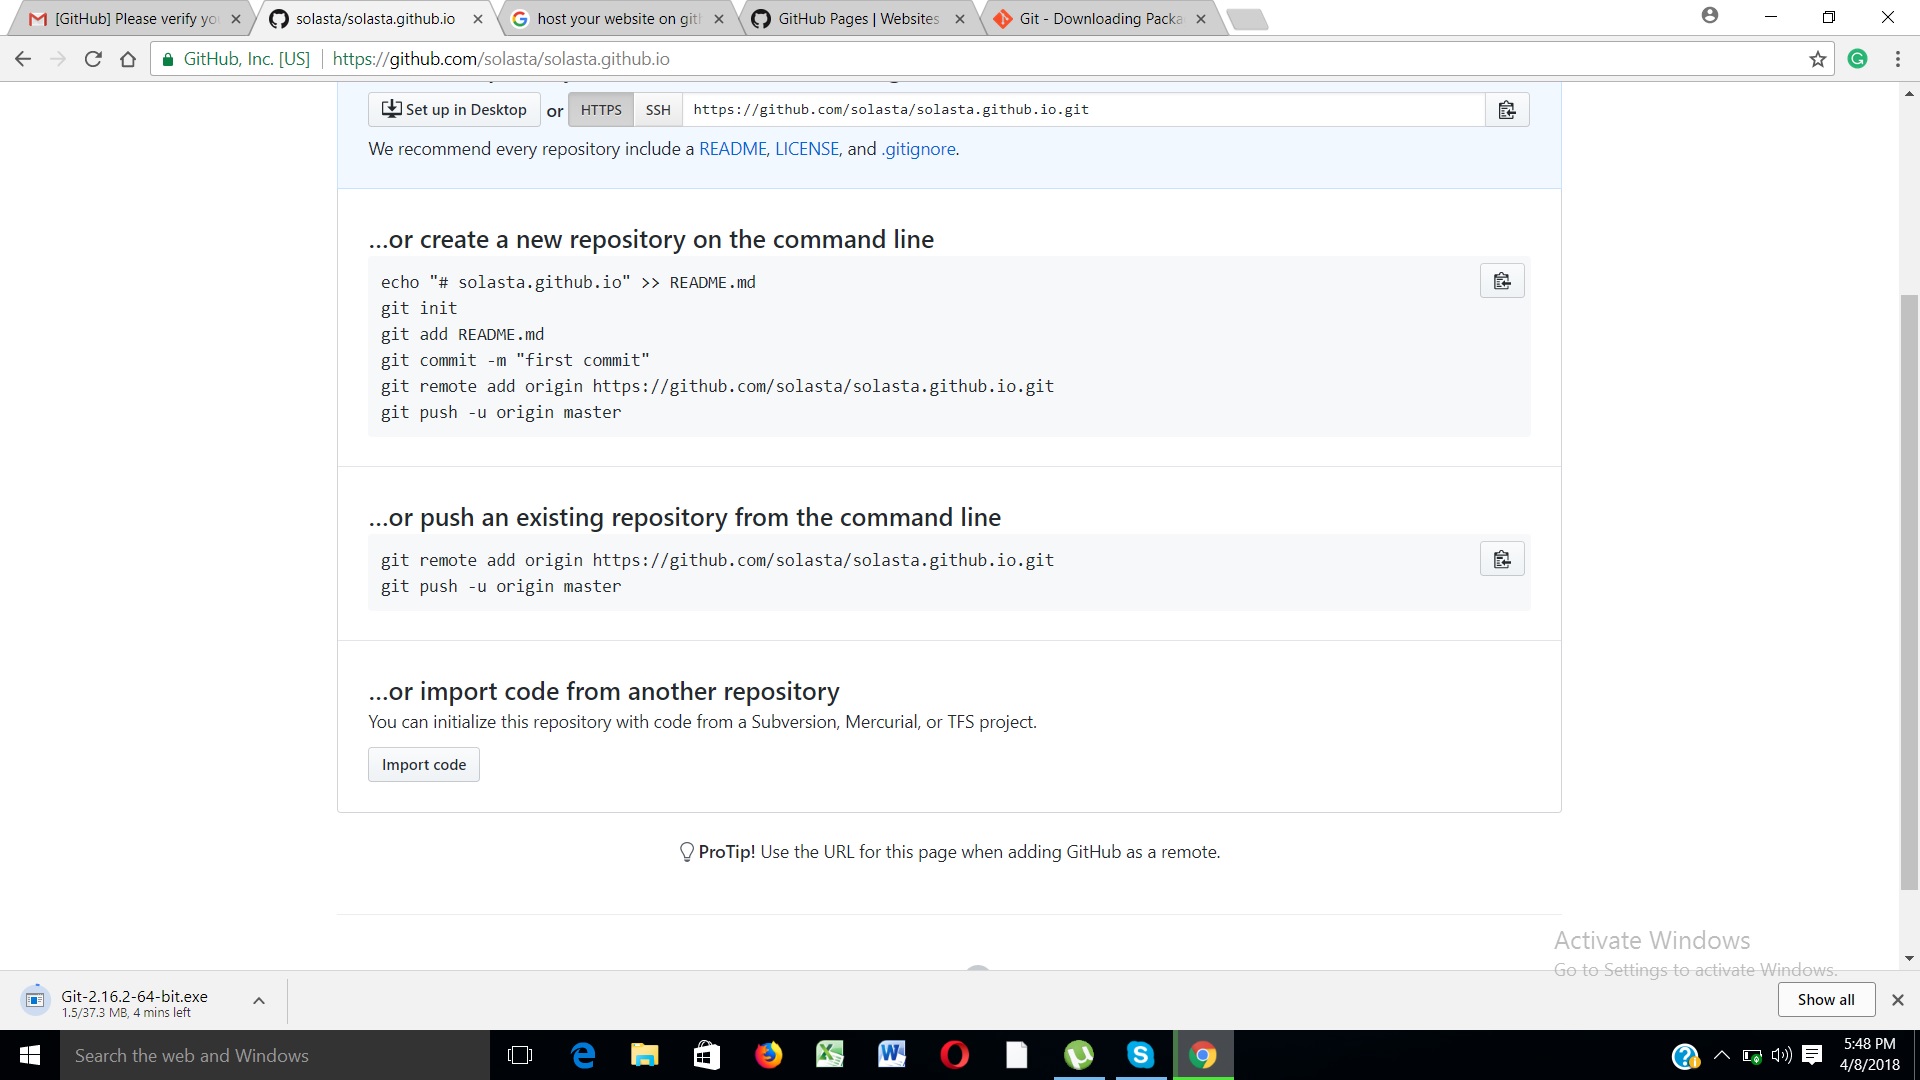 [GitHub] Please verify yo
solasta/solasta.github.io
host your website on gitl
GitHub Pages | Websites
Git - Downloading Packa
GitHub, Inc. [US]
https://github.com/solasta/solasta.github.io
Set up in Desktop
or
HTTPS
SSH
https://github.com/solasta/solasta.github.io.git
We recommend every repository include a README, LICENSE, and .gitignore.
…or create a new repository on the command line
echo "# solasta.github.io" >> README.md
git init
git add README.md
git commit -m "first commit"
git remote add origin https://github.com/solasta/solasta.github.io.git
git push -u origin master
…or push an existing repository from the command line
git remote add origin https://github.com/solasta/solasta.github.io.git
git push -u origin master
…or import code from another repository
You can initialize this repository with code from a Subversion, Mercurial, or TFS project.
Import code
ProTip! Use the URL for this page when adding GitHub as a remote.
Activate Windows
Go to Settings to activate Windows.
Git-2.16.2-64-bit.exe
1.5/37.3 MB, 4 mins left
Show all
Search the web and Windows
5:48 PM
4/8/2018